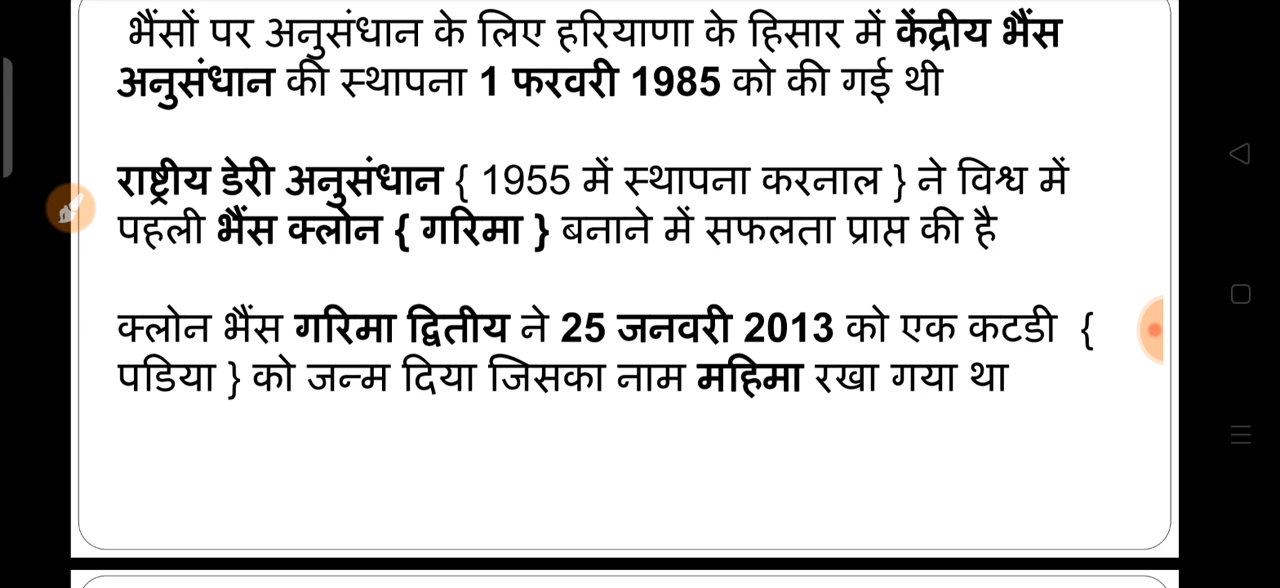 भैंसों पर अनुसंधान के लिए हरियाणा के हिसार में केंद्रीय भैंस
अनुसंधान की स्थापना 1 फरवरी 1985 को की गई थी
राष्ट्रीय डेरी अनुसंधान { 1955 में स्थापना करनाल } ने विश्व में
पहली भैंस क्लोन { गरिमा } बनाने में सफलता प्राप्त की है
क्लोन भैंस गरिमा द्वितीय ने 25 जनवरी 2013 को एक कटडी {
पडिया } को जन्म दिया जिसका नाम महिमा रखा गया था